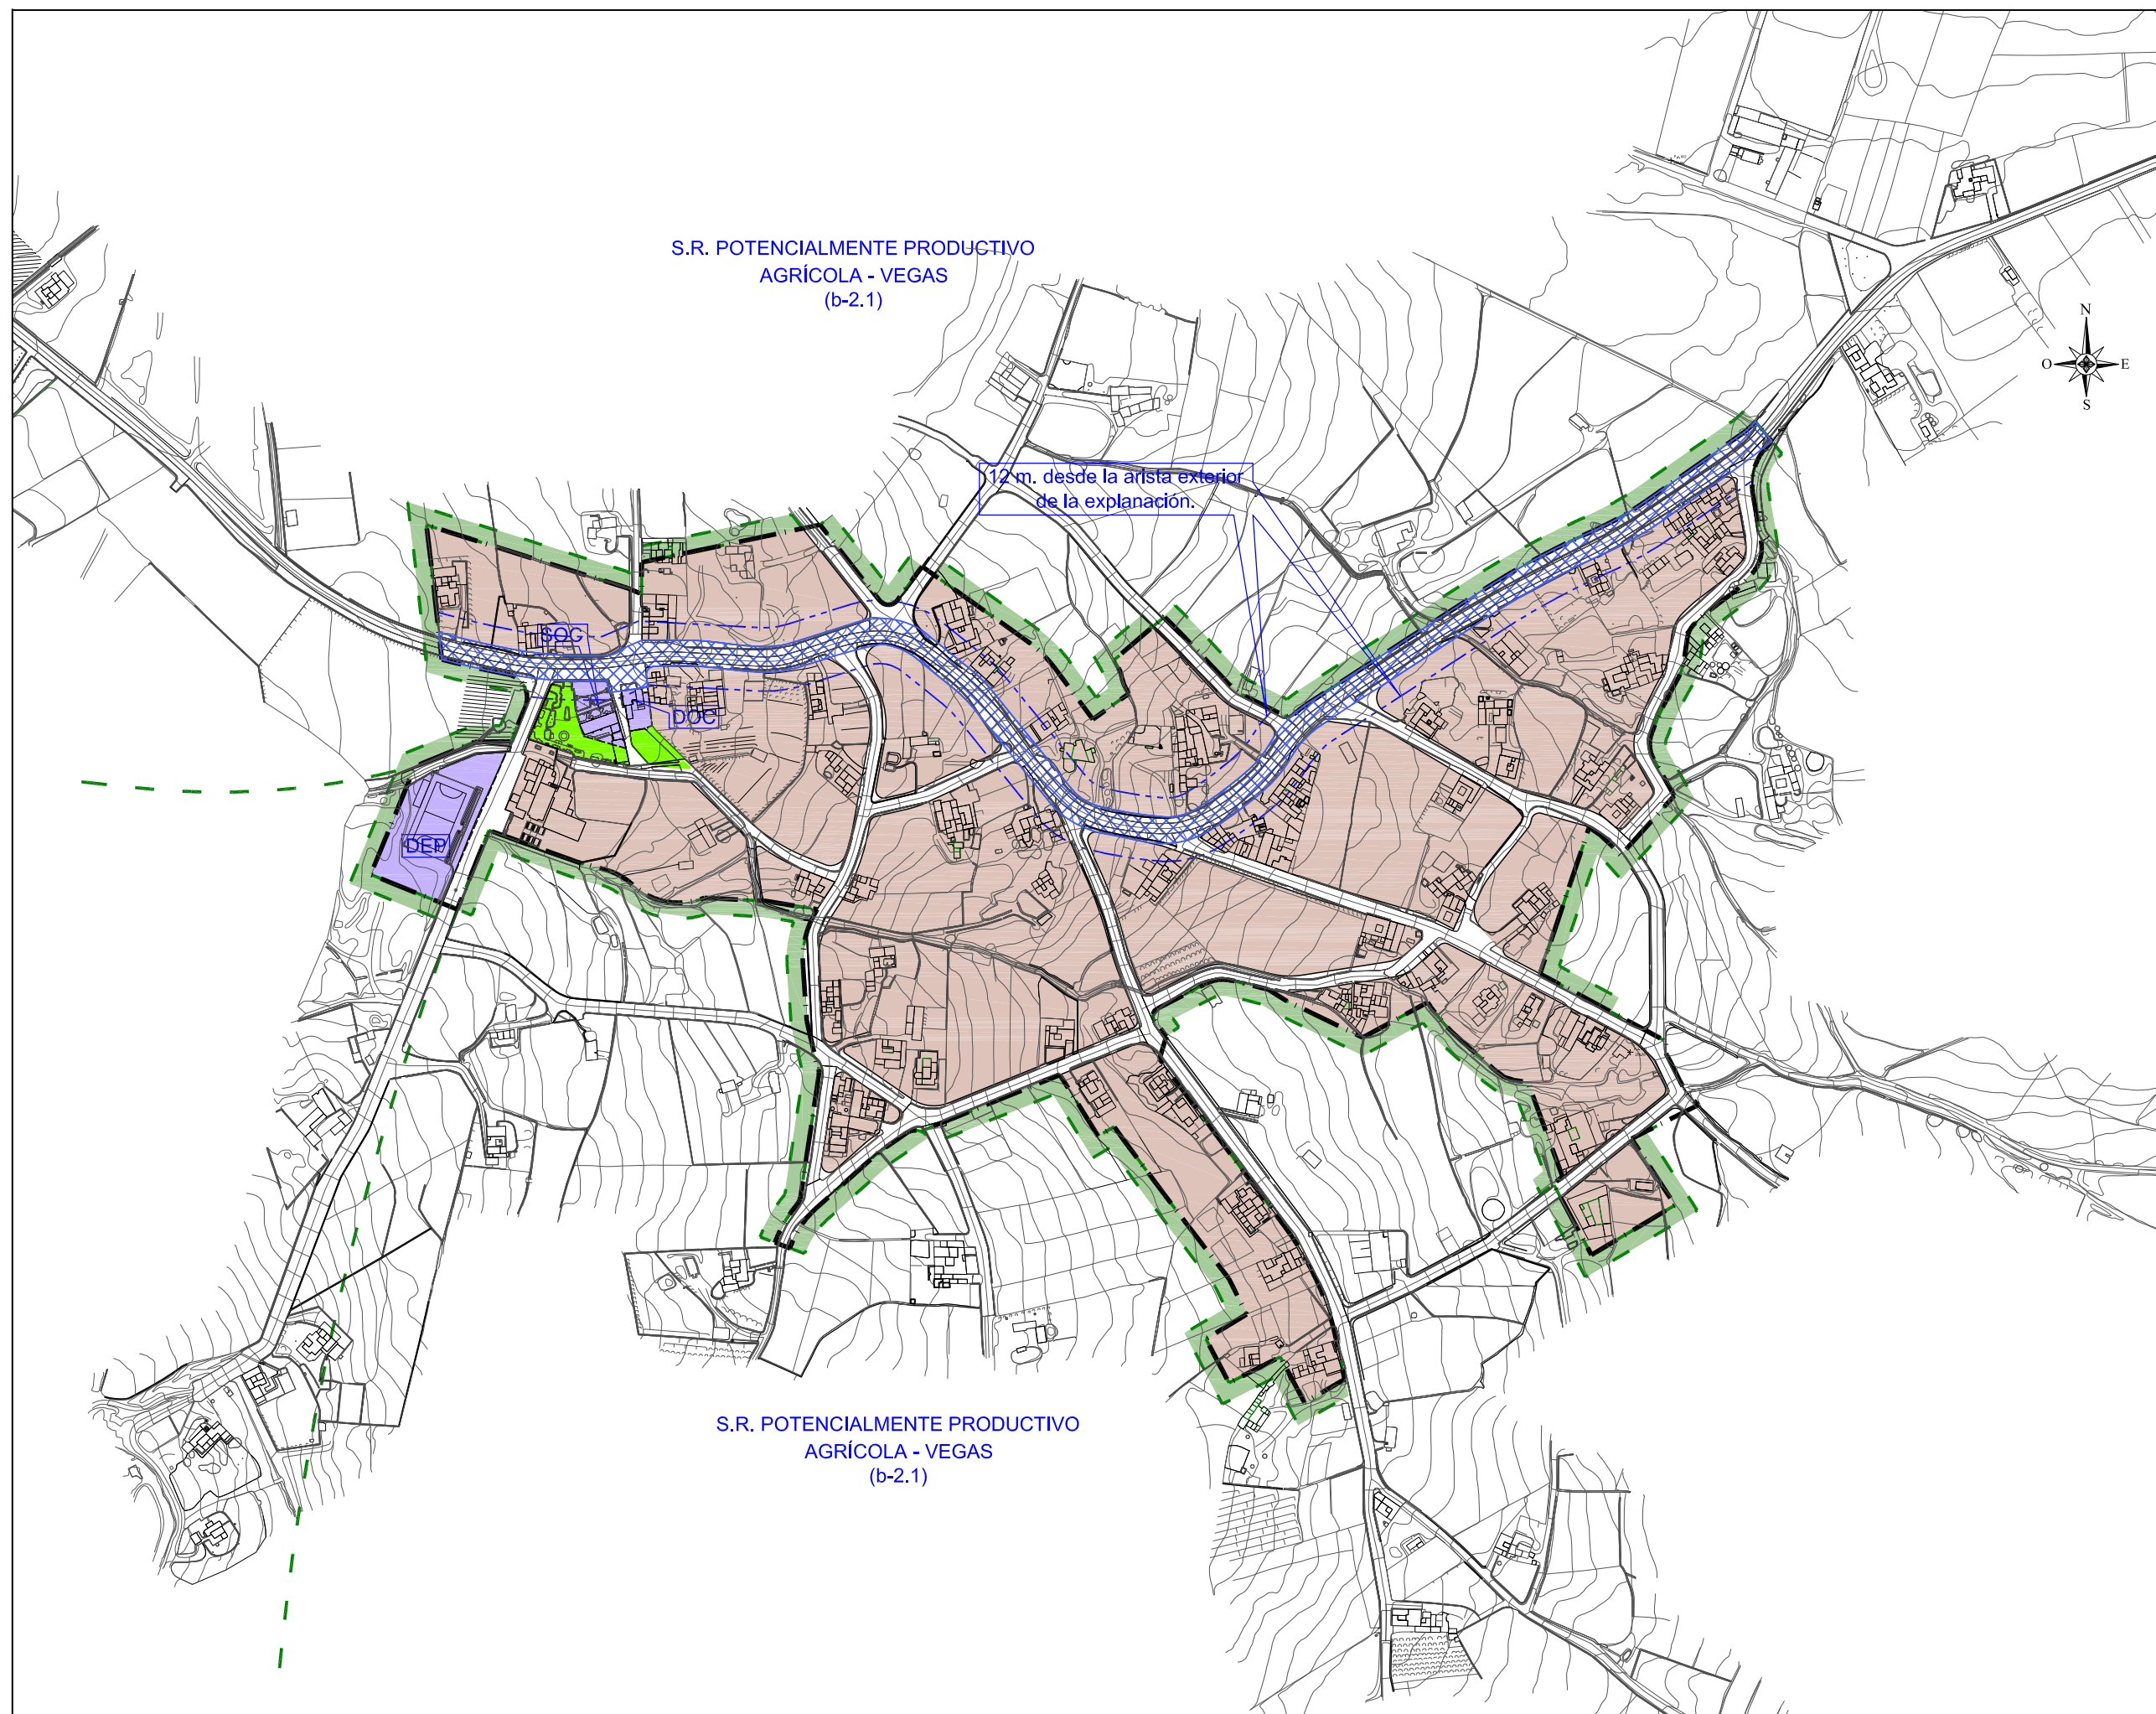 S.R. POTENCIALMENTE PRODUCTIVO
AGRÍCOLA - VEGAS
(b-2.1)
N
O
E
S
12 m. desde la arista exterior
de la explanación.
SOC
DOC
DEP
S.R. POTENCIALMENTE PRODUCTIVO
AGRÍCOLA - VEGAS
(b-2.1)